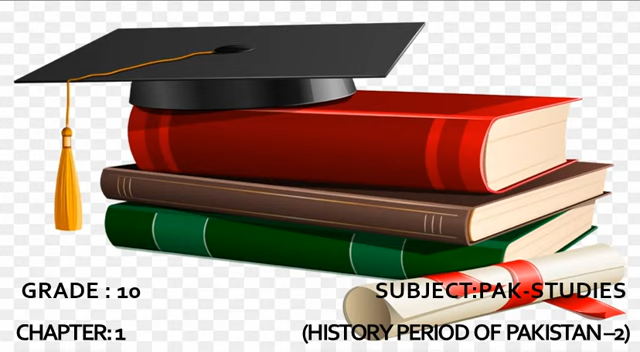 GRADE : 10
SUBJECT:PAK-STUDIES
CHAPTER: 1
(HISTORY PERIOD OF PAKISTAN –2)